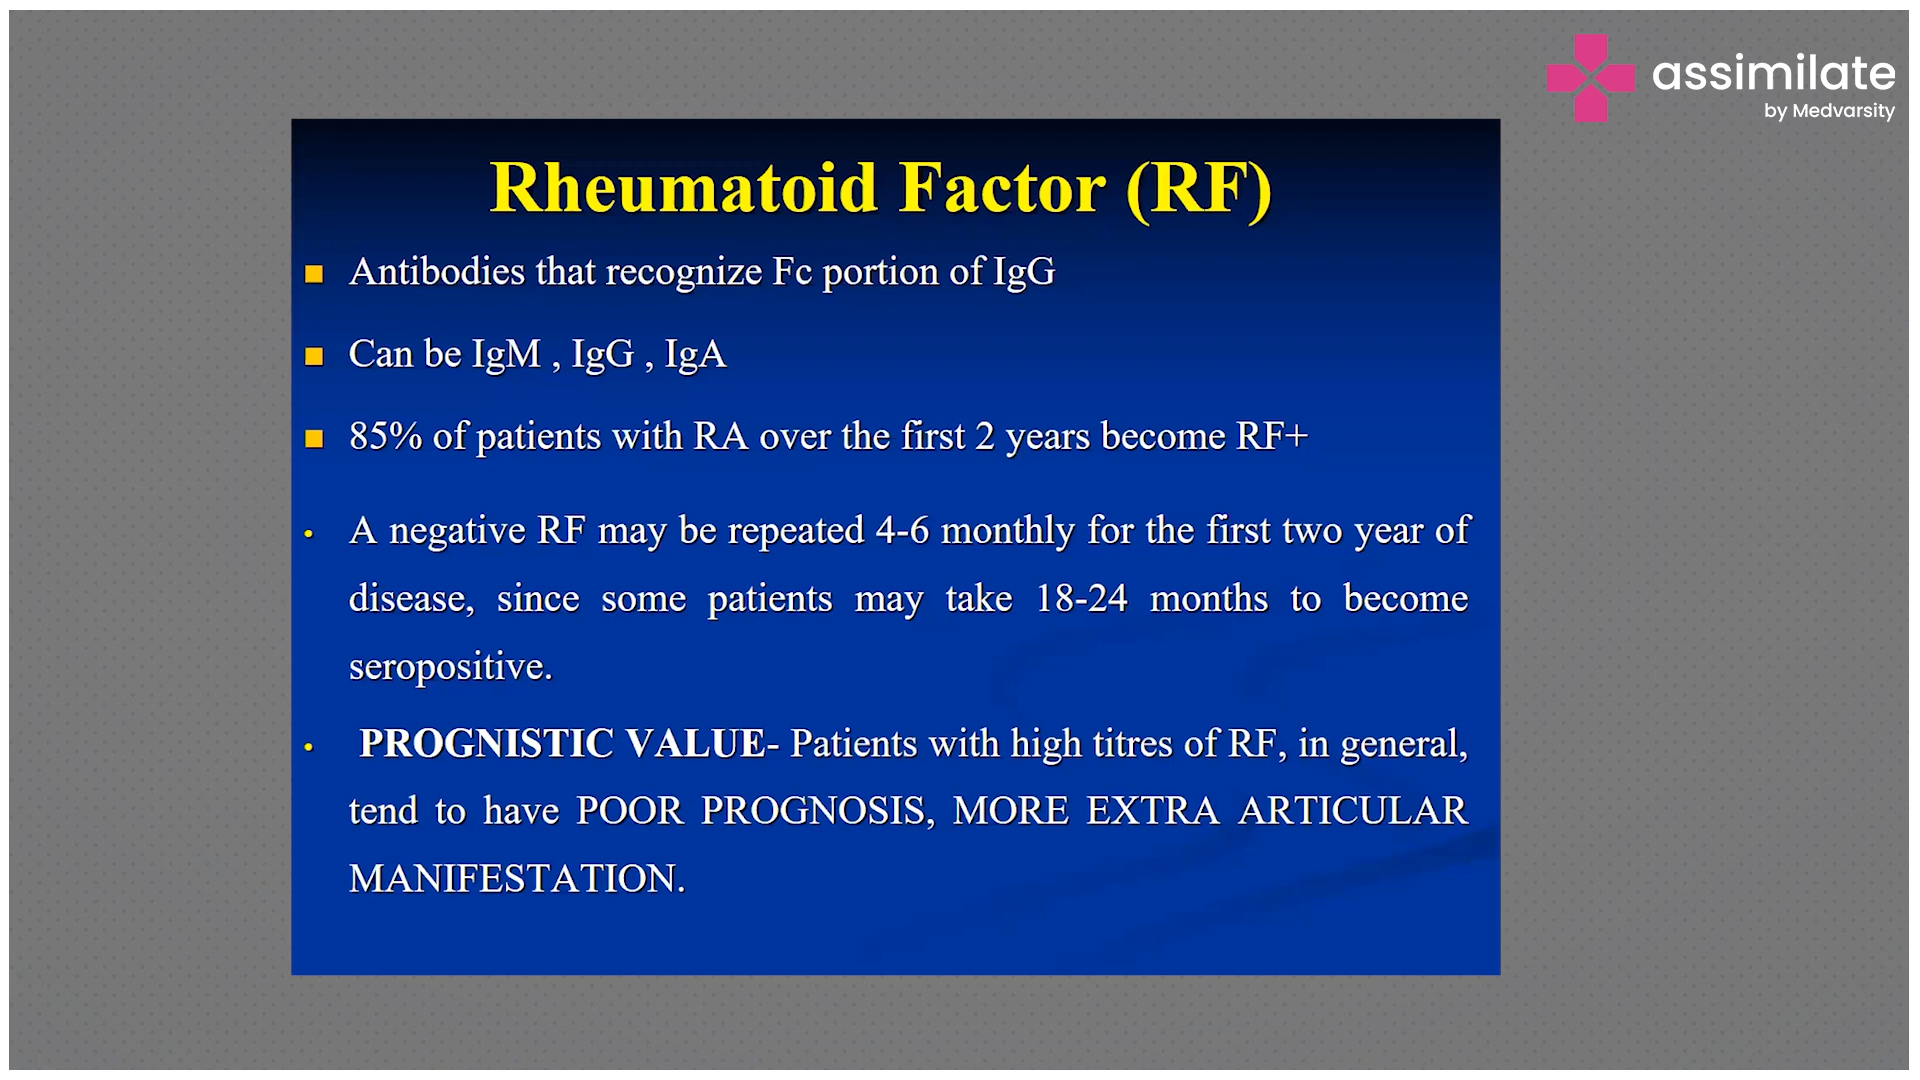 assimilate
by Medvarsity
Rheumatoid Factor (RF)
Antibodies that recognize Fc portion of IgG
Can be IgM , IgG , IgA
85% of patients with RA over the first 2 years become RF+
• A negative RF may be repeated 4-6 monthly for the first two year of
disease, since some patients may take 18-24 months to become
seropositive.
• PROGNISTIC VALUE- Patients with high titres of RF, in general,
tend to have POOR PROGNOSIS, MORE EXTRA ARTICULAR
MANIFESTATION.